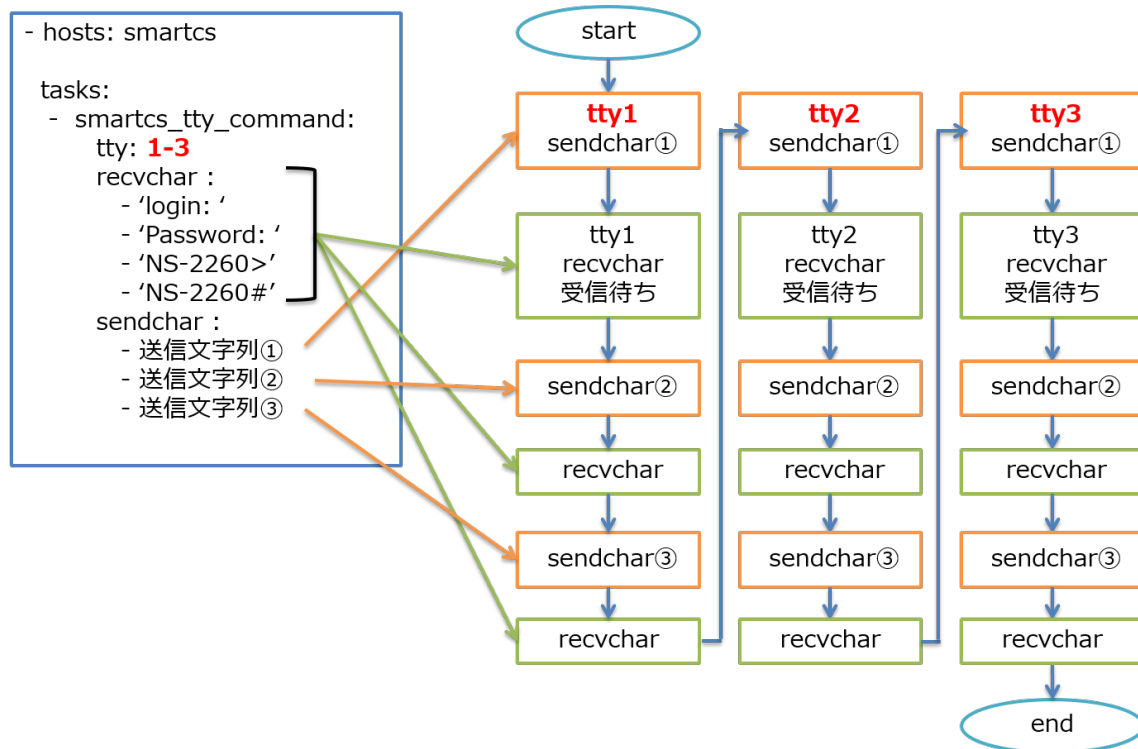 - hosts: smartcs
tasks:
- smartcs_tty_command:
tty: 1-3
recvchar :
- ‘login: ‘
- ‘Password: ‘
- ‘NS-2260>’
- ‘NS-2260#’
sendchar :
- 送信文字列①
- 送信文字列②
- 送信文字列③
start
tty1
sendchar①
tty1
recvchar
受信待ち
sendchar②
recvchar
sendchar③
recvchar
tty2
sendchar①
tty2
recvchar
受信待ち
sendchar②
recvchar
sendchar③
recvchar
tty3
sendchar①
tty3
recvchar
受信待ち
sendchar②
recvchar
sendchar③
recvchar
end